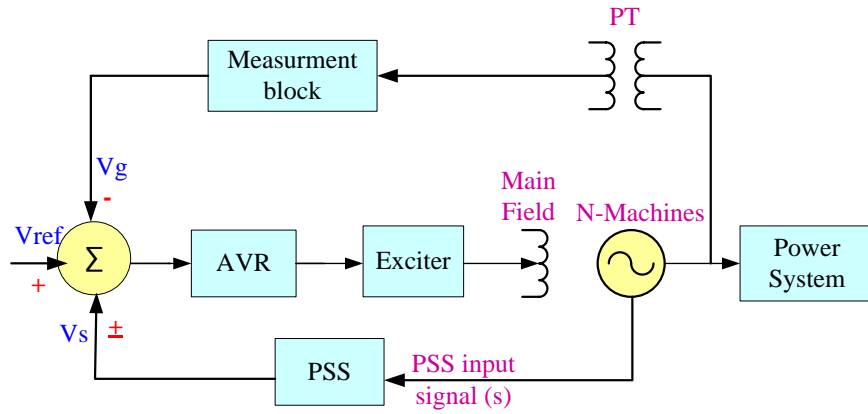 PT
Measurment
block
Vg
-
Main
Field
N-Machines
Vref
+
Σ
AVR
Exciter
Power
System
Vs
±
PSS
PSS input
signal (s)